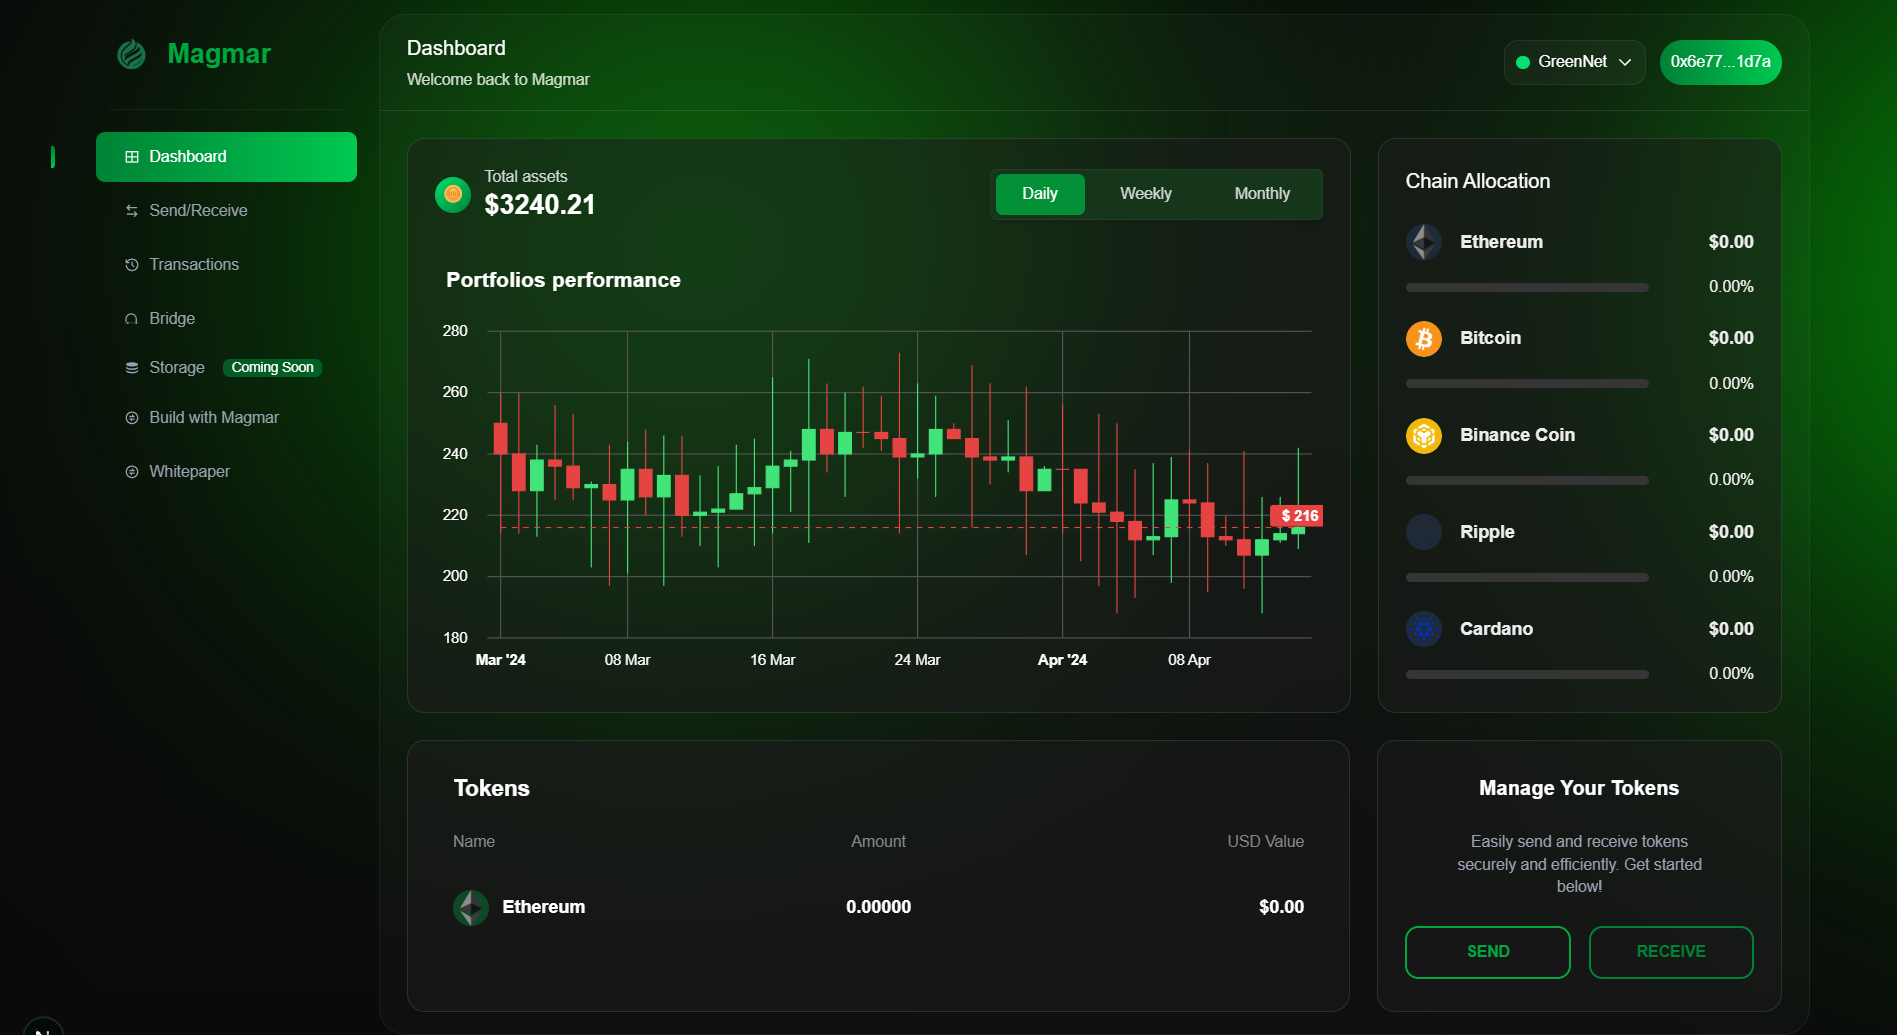 Magmar
Dashboard
Send/Receive
Transactions
Bridge
Storage Coming Soon
Build with Magmar
Whitepaper
Dashboard
Welcome back to Magmar
GreenNet
0x6e77...1d7a
Total assets
$3240.21
Daily Weekly Monthly
Portfolios performance
280
260
240
220
200
180
$ 216
Mar '24 08 Mar 16 Mar 24 Mar Apr '24 08 Apr
Chain Allocation
Ethereum $0.00
0.00%
Bitcoin $0.00
0.00%
Binance Coin $0.00
0.00%
Ripple $0.00
0.00%
Cardano $0.00
0.00%
Tokens
Name Amount USD Value
Ethereum 0.00000 $0.00
Manage Your Tokens
Easily send and receive tokens
securely and efficiently. Get started
below!
SEND RECEIVE